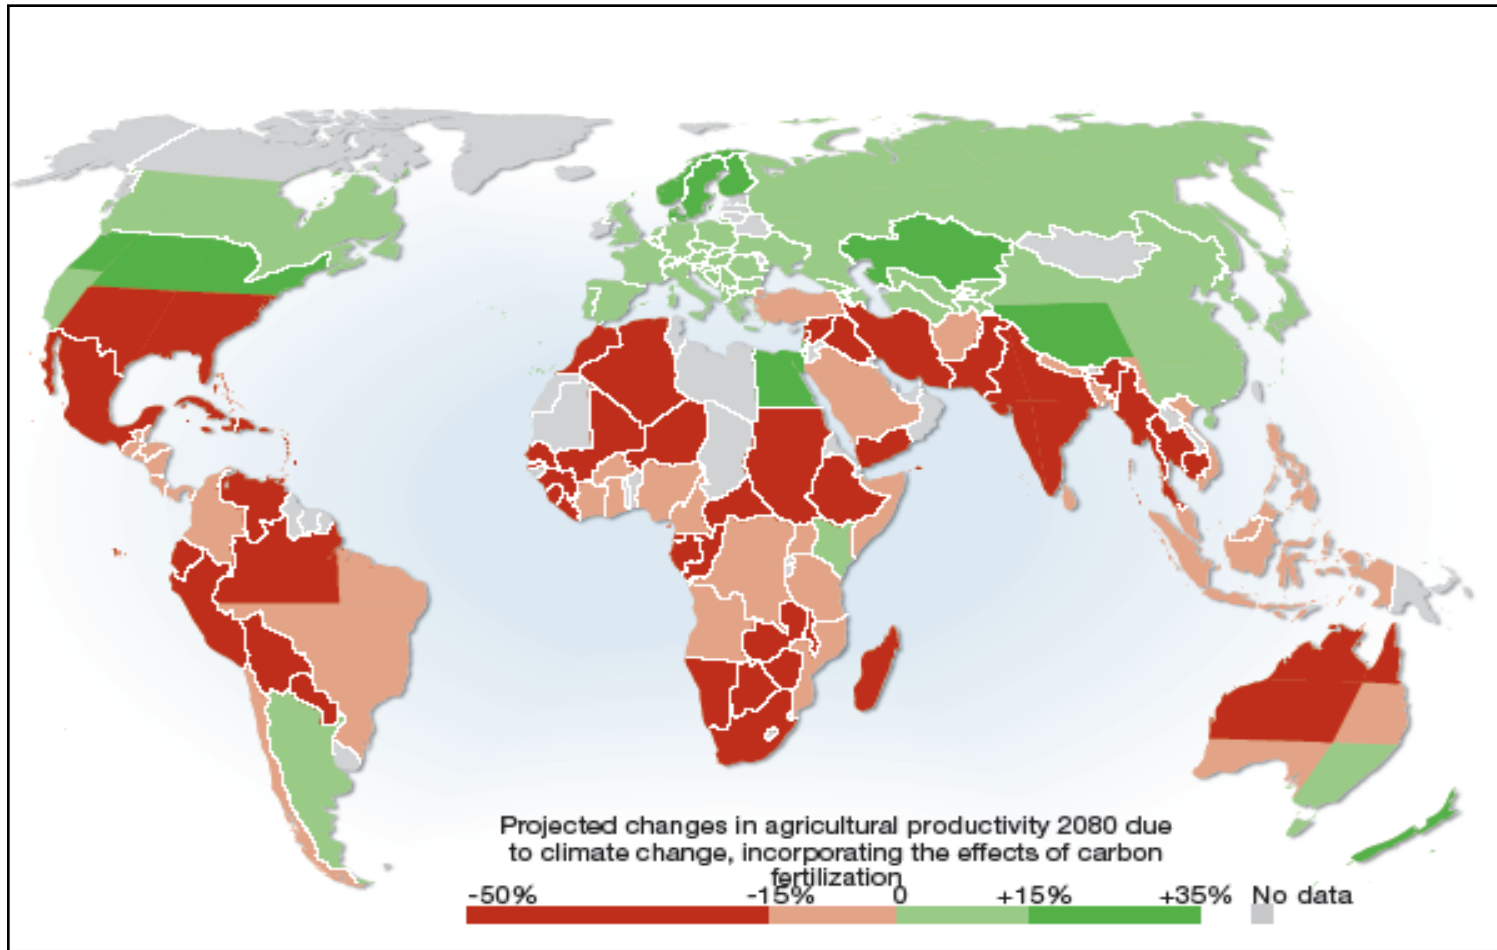 Projected changes in agricultural productivity 2080 due
to climate change, incorporating the effects of carbon
fertilization
-50% -15% 0 +15% +35% No data